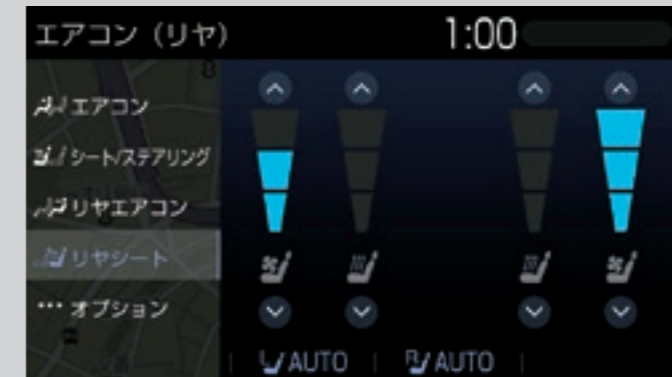 エアコン（リヤ）
1:00
エアコン
シート/ステアリング
リヤエアコン
リヤシート
••• オプション
L AUTO
R AUTO